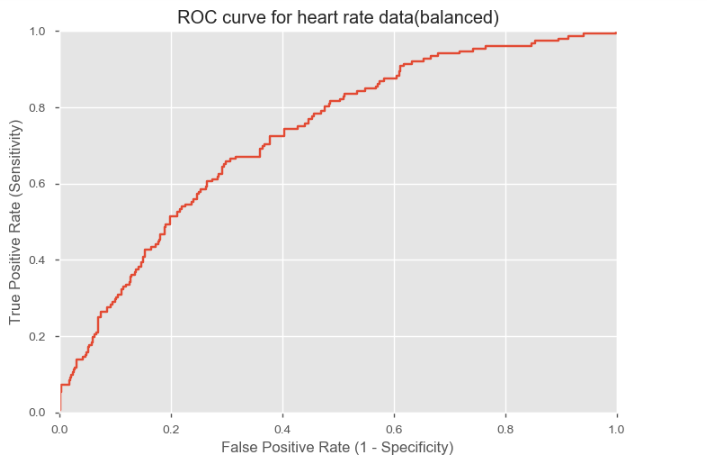 ROC curve for heart rate data(balanced)
1.0
0.8
0.6
0.4
0.2
0.0
True Positive Rate (Sensitivity)
0.0 0.2 0.4 0.6 0.8 1.0
False Positive Rate (1 - Specificity)